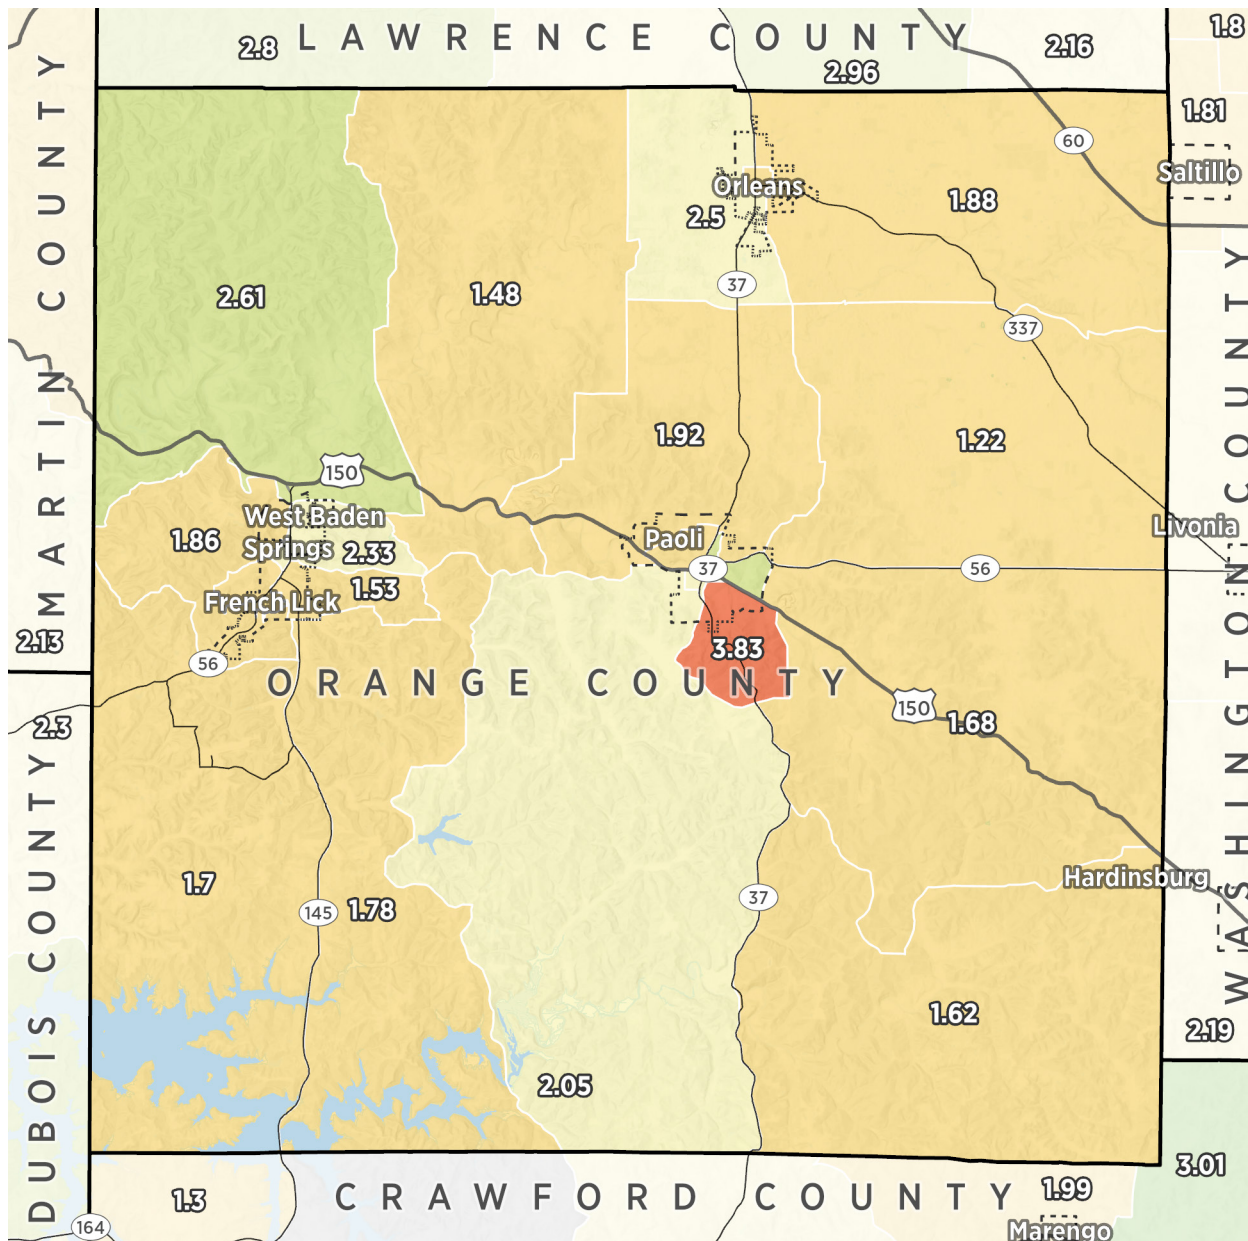 LAWRENCE COUNTY
2.8
2.96
2.16
1.8
1.81
Saltillo
60
Orleans
2.5
1.88
37
337
MARTIN COUNTY
2.61
1.48
1.92
1.22
WASHINGTON COUNTY
150
West Baden
Springs
1.86
2.33
1.53
French Lick
Paoli
37
56
Livonia
2.13
56
3.83
ORANGE COUNTY
150
1.68
2.3
DUBOIS COUNTY
1.7
145
1.78
37
Hardinsburg
1.62
2.19
2.05
3.01
1.3
CRAWFORD COUNTY
1.99
164
Marengo